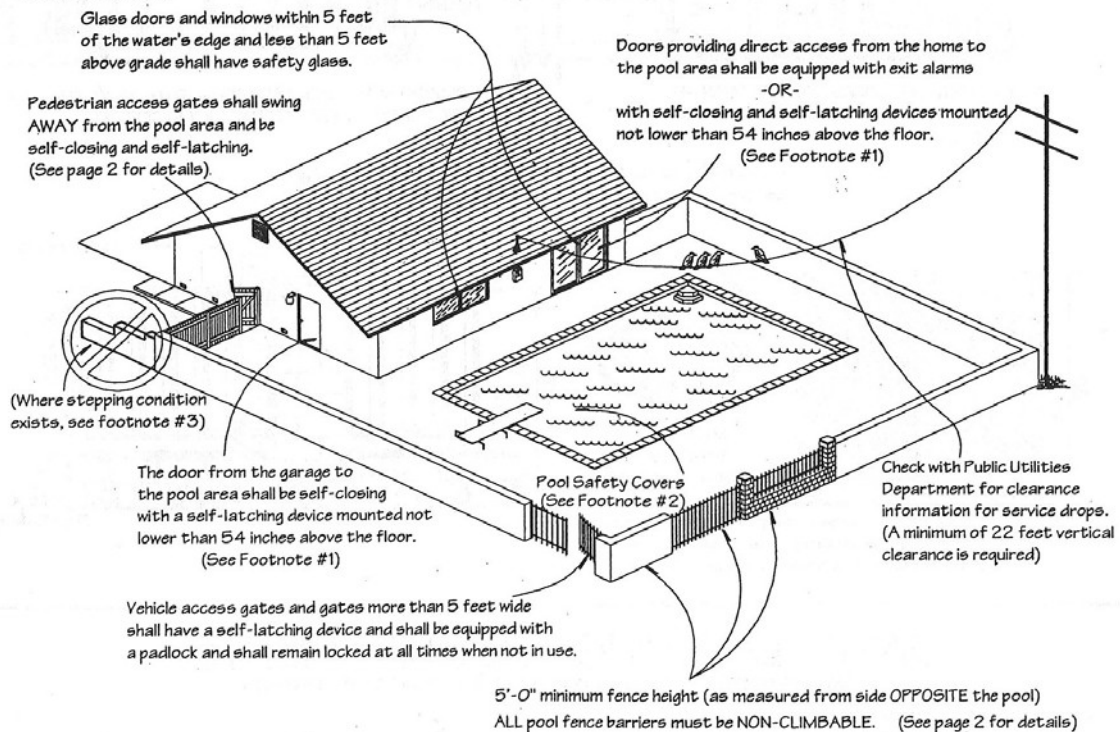 Glass doors and windows within 5 feet
of the water's edge and less than 5 feet
above grade shall have safety glass.
Doors providing direct access from the home to
the pool area shall be equipped with exit alarms
-OR-
with self-closing and self-latching devices mounted
not lower than 54 inches above the floor.
(See Footnote #1)
Pedestrian access gates shall swing
AWAY from the pool area and be
self-closing and self-latching.
(See page 2 for details).
(Where stepping condition
exists, see footnote #3)
The door from the garage to
the pool area shall be self-closing
with a self-latching device mounted not
lower than 54 inches above the floor.
(See Footnote #1)
Pool Safety Covers
(See Footnote #2)
Check with Public Utilities
Department for clearance
information for service drops.
(A minimum of 22 feet vertical
clearance is required)
Vehicle access gates and gates more than 5 feet wide
shall have a self-latching device and shall be equipped with
a padlock and shall remain locked at all times when not in use.
5'-0" minimum fence height (as measured from side OPPOSITE the pool)
ALL pool fence barriers must be NON-CLIMBABLE. (See page 2 for details)